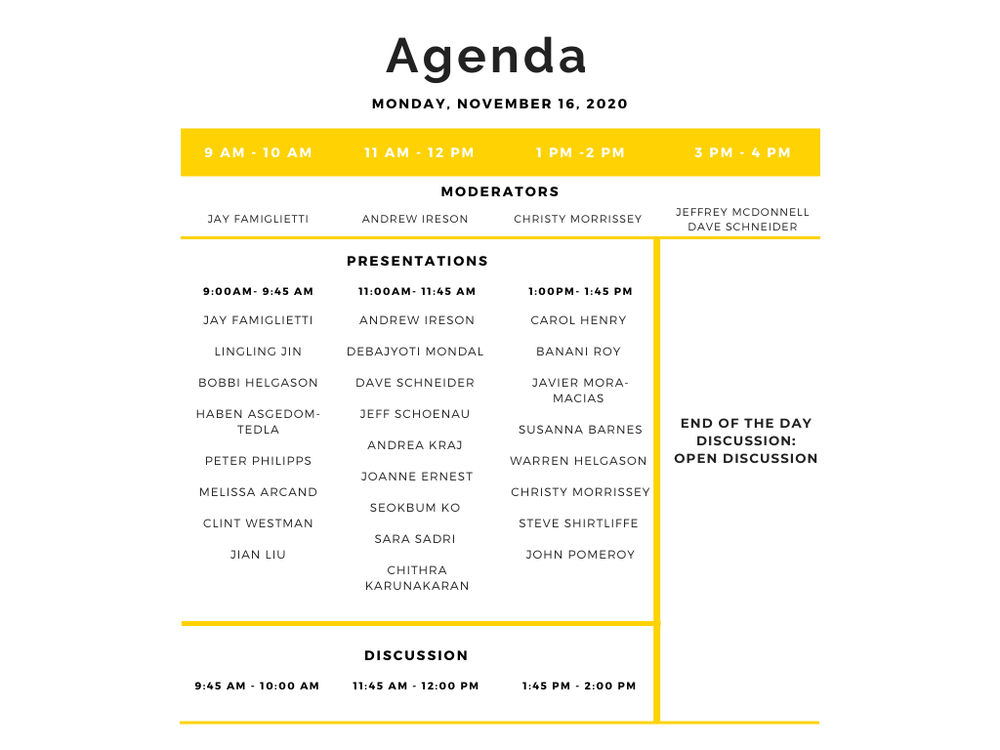 Agenda
MONDAY, NOVEMBER 16, 2020
9 AM - 10 AM
11 AM - 12 PM
1 PM -2 PM
3 PM - 4 PM
MODERATORS
JAY FAMIGLIETTI
ANDREW IRESON
CHRISTY MORRISSEY
JEFFREY MCDONNELL
DAVE SCHNEIDER
PRESENTATIONS
9:00AM- 9:45 AM
JAY FAMIGLIETTI
LINGLING JIN
BOBBI HELGASON
HABEN ASGEDOM-
TEDLA
PETER PHILIPPS
MELISSA ARCAND
CLINT WESTMAN
JIAN LIU
11:00AM- 11:45 AM
ANDREW IRESON
DEBAJYOTI MONDAL
DAVE SCHNEIDER
JEFF SCHOENAU
ANDREA KRAJ
JOANNE ERNEST
SEOKBUM KO
SARA SADRI
CHITHRA
KARUNAKARAN
1:00PM- 1:45 PM
CAROL HENRY
BANANI ROY
JAVIER MORA-
MACIAS
SUSANNA BARNES
WARREN HELGASON
CHRISTY MORRISSEY
STEVE SHIRTLIFFE
JOHN POMEROY
END OF THE DAY
DISCUSSION:
OPEN DISCUSSION
DISCUSSION
9:45 AM - 10:00 AM
11:45 AM - 12:00 PM
1:45 PM - 2:00 PM